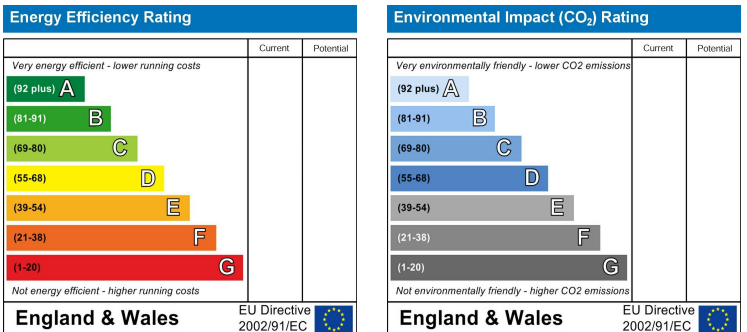 Energy Efficiency Rating
Current Potential
Very energy efficient - lower running costs
(92 plus) A
(81-91) B
(69-80) C
(55-68) D
(39-54) E
(21-38) F
(1-20) G
Not energy efficient - higher running costs
England & Wales
EU Directive
2002/91/EC
Environmental Impact (CO₂) Rating
Current Potential
Very environmentally friendly - lower CO2 emissions
(92 plus) A
(81-91) B
(69-80) C
(55-68) D
(39-54) E
(21-38) F
(1-20) G
Not environmentally friendly - higher CO2 emissions
England & Wales
EU Directive
2002/91/EC